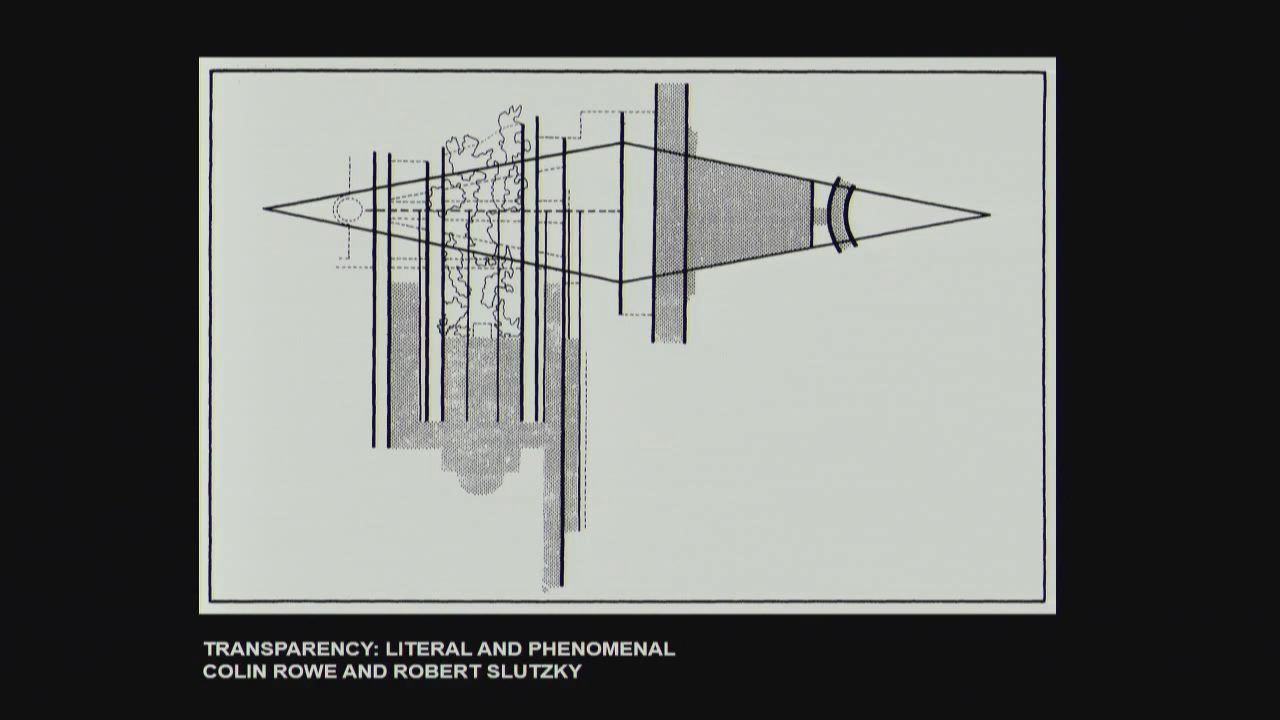 TRANSPARENCY: LITERAL AND PHENOMENAL
COLIN ROWE AND ROBERT SLUTZKY